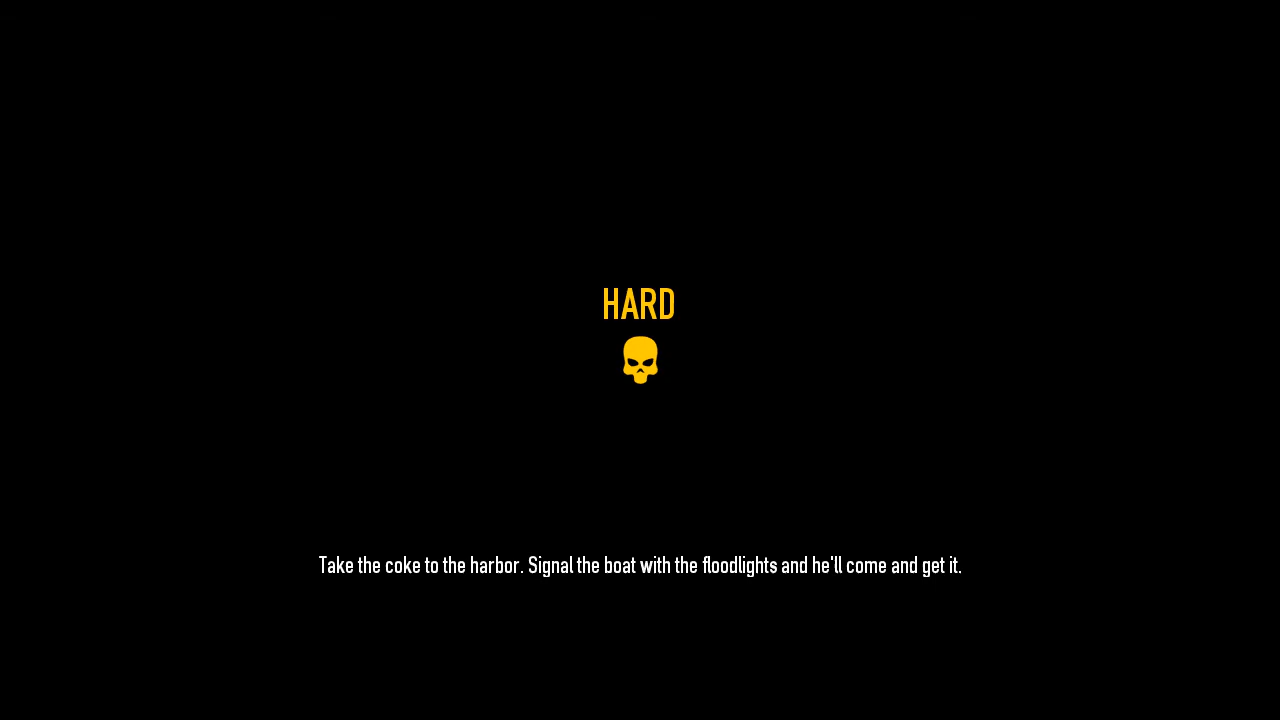 HARD
Take the coke to the harbor. Signal the boat with the floodlights and he'll come and get it.